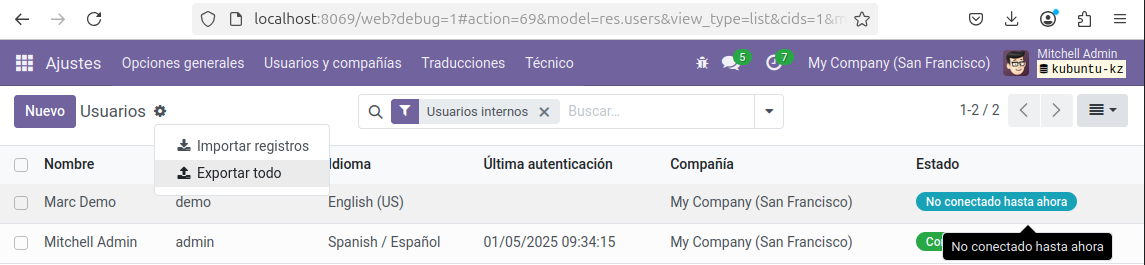 localhost:8069/web?debug=1#action=69&model=res.users&view_type=list&cids=1&m
Ajustes Opciones generales Usuarios y compañías Traducciones Técnico 5 7 My Company (San Francisco) Mitchell Admin
kubuntu-kz
Nuevo Usuarios Usuarios internos Buscar... 1-2 / 2
Importar registros
Exportar todo
Nombre Idioma Última autenticación Compañía Estado
Marc Demo demo English (US) My Company (San Francisco) No conectado hasta ahora
Mitchell Admin admin Spanish / Español 01/05/2025 09:34:15 My Company (San Francisco)
No conectado hasta ahora